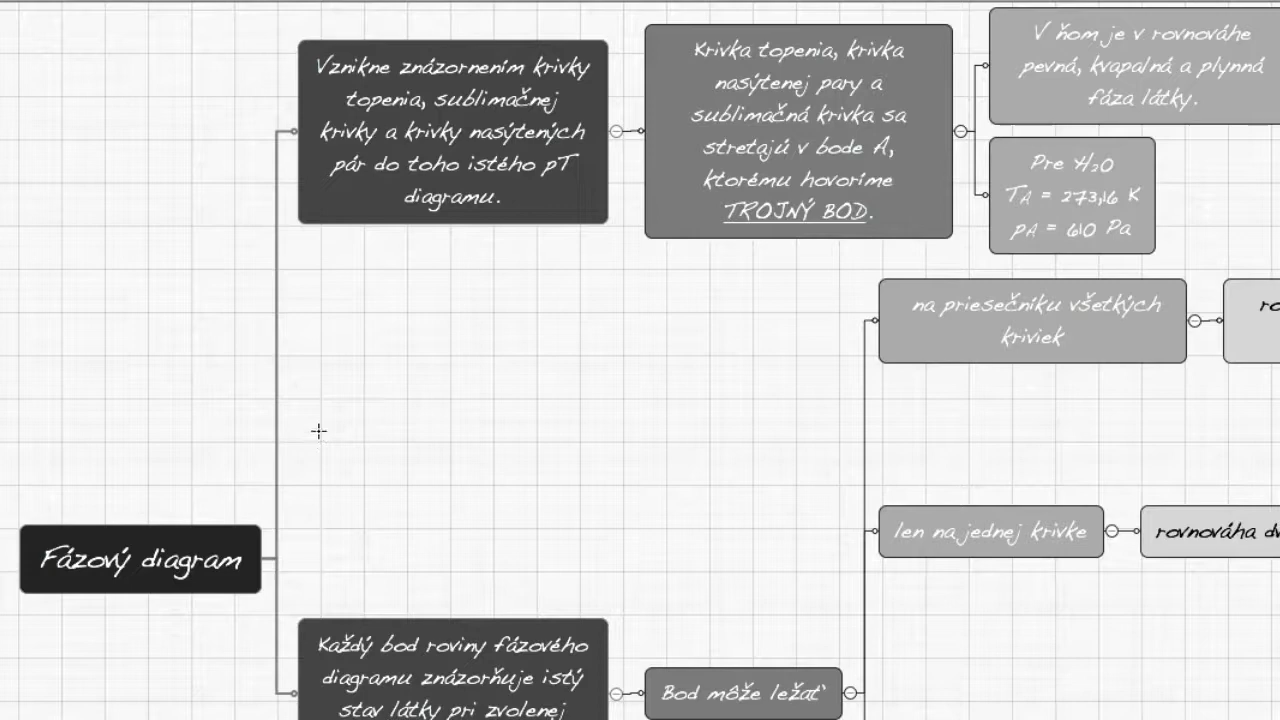 Vznikne znázornením krivky
topenia, sublimačnej
krivky a krivky nasýtených
pár do toho istého pT
diagramu.
Krivka topenia, krivka
nasýtenej pary a
sublimačná krivka sa
stretajú v bode A,
ktorému hovoríme
TROJNÝ BOD.
V ňom je v rovnováhe
pevná, kvapalná a plynná
fáza látky.
Pre H₂O
TA = 273,16 K
pA = 610 Pa
na priesečníku všetkých
kriviek
len na jednej krivke
rovnováha
Fázový diagram
Každý bod roviny fázového
diagramu znázorňuje istý
stav látky pri zvolenej
Bod môže ležať